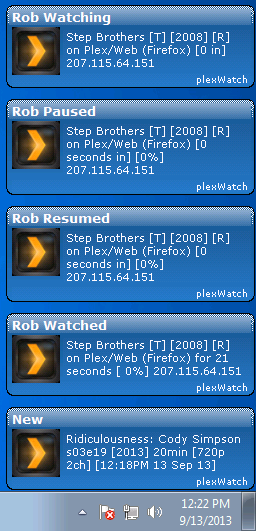 Rob Watching
Step Brothers [T] [2008] [R]
on Plex/Web (Firefox) [0 in]
207.115.64.151
plexWatch
Rob Paused
Step Brothers [T] [2008] [R]
on Plex/Web (Firefox) [0
seconds in] [0%]
207.115.64.151
plexWatch
Rob Resumed
Step Brothers [T] [2008] [R]
on Plex/Web (Firefox) [0
seconds in] [0%]
207.115.64.151
plexWatch
Rob Watched
Step Brothers [T] [2008] [R]
on Plex/Web (Firefox) for 21
seconds [ 0%] 207.115.64.151
plexWatch
New
Ridiculousness: Cody Simpson
s03e19 [2013] 20min [720p
2ch] [12:18PM 13 Sep 13]
plexWatch
12:22 PM
9/13/2013